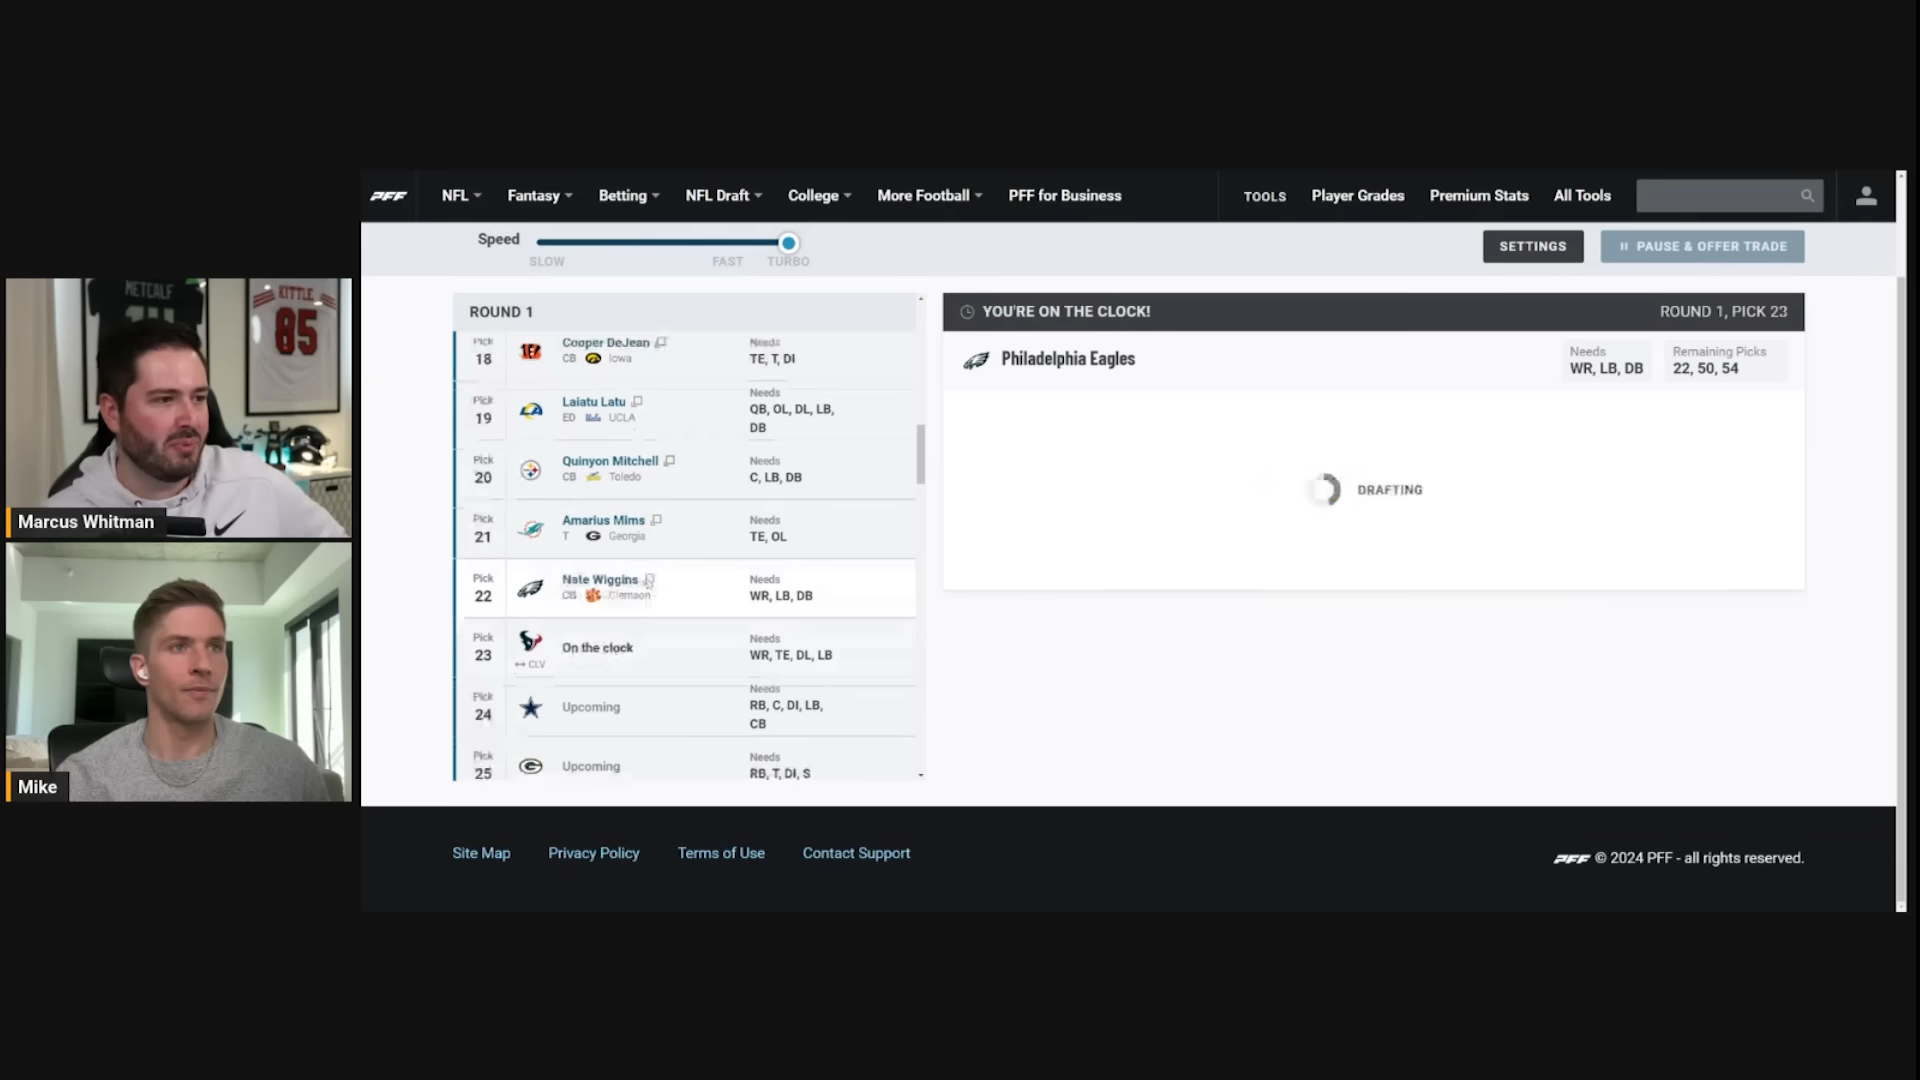 PFF
NFL
Fantasy
Betting
NFL Draft
College
More Football
PFF for Business
TOOLS
Player Grades
Premium Stats
All Tools
Speed
SLOW
FAST
TURBO
SETTINGS
PAUSE & OFFER TRADE
METCALF
KITTLE
85
Marcus Whitman
Mike
ROUND 1
Pick
18
Cooper DeJean
CB Iowa
Needs
TE, T, DI
Pick
19
Laiatu Latu
ED UCLA
Needs
QB, OL, DL, LB,
DB
Pick
20
Quinyon Mitchell
CB Toledo
Needs
C, LB, DB
Pick
21
Amarius Mims
T Georgia
Needs
TE, OL
Pick
22
Nate Wiggins
CB Clemson
Needs
WR, LB, DB
Pick
23
CLV
On the clock
Needs
WR, TE, DL, LB
Pick
24
Upcoming
Needs
RB, C, DI, LB,
CB
Pick
25
Upcoming
Needs
RB, T, DI, S
YOU'RE ON THE CLOCK!
ROUND 1, PICK 23
Philadelphia Eagles
Needs
WR, LB, DB
Remaining Picks
22, 50, 54
DRAFTING
Site Map
Privacy Policy
Terms of Use
Contact Support
PFF © 2024 PFF - all rights reserved.